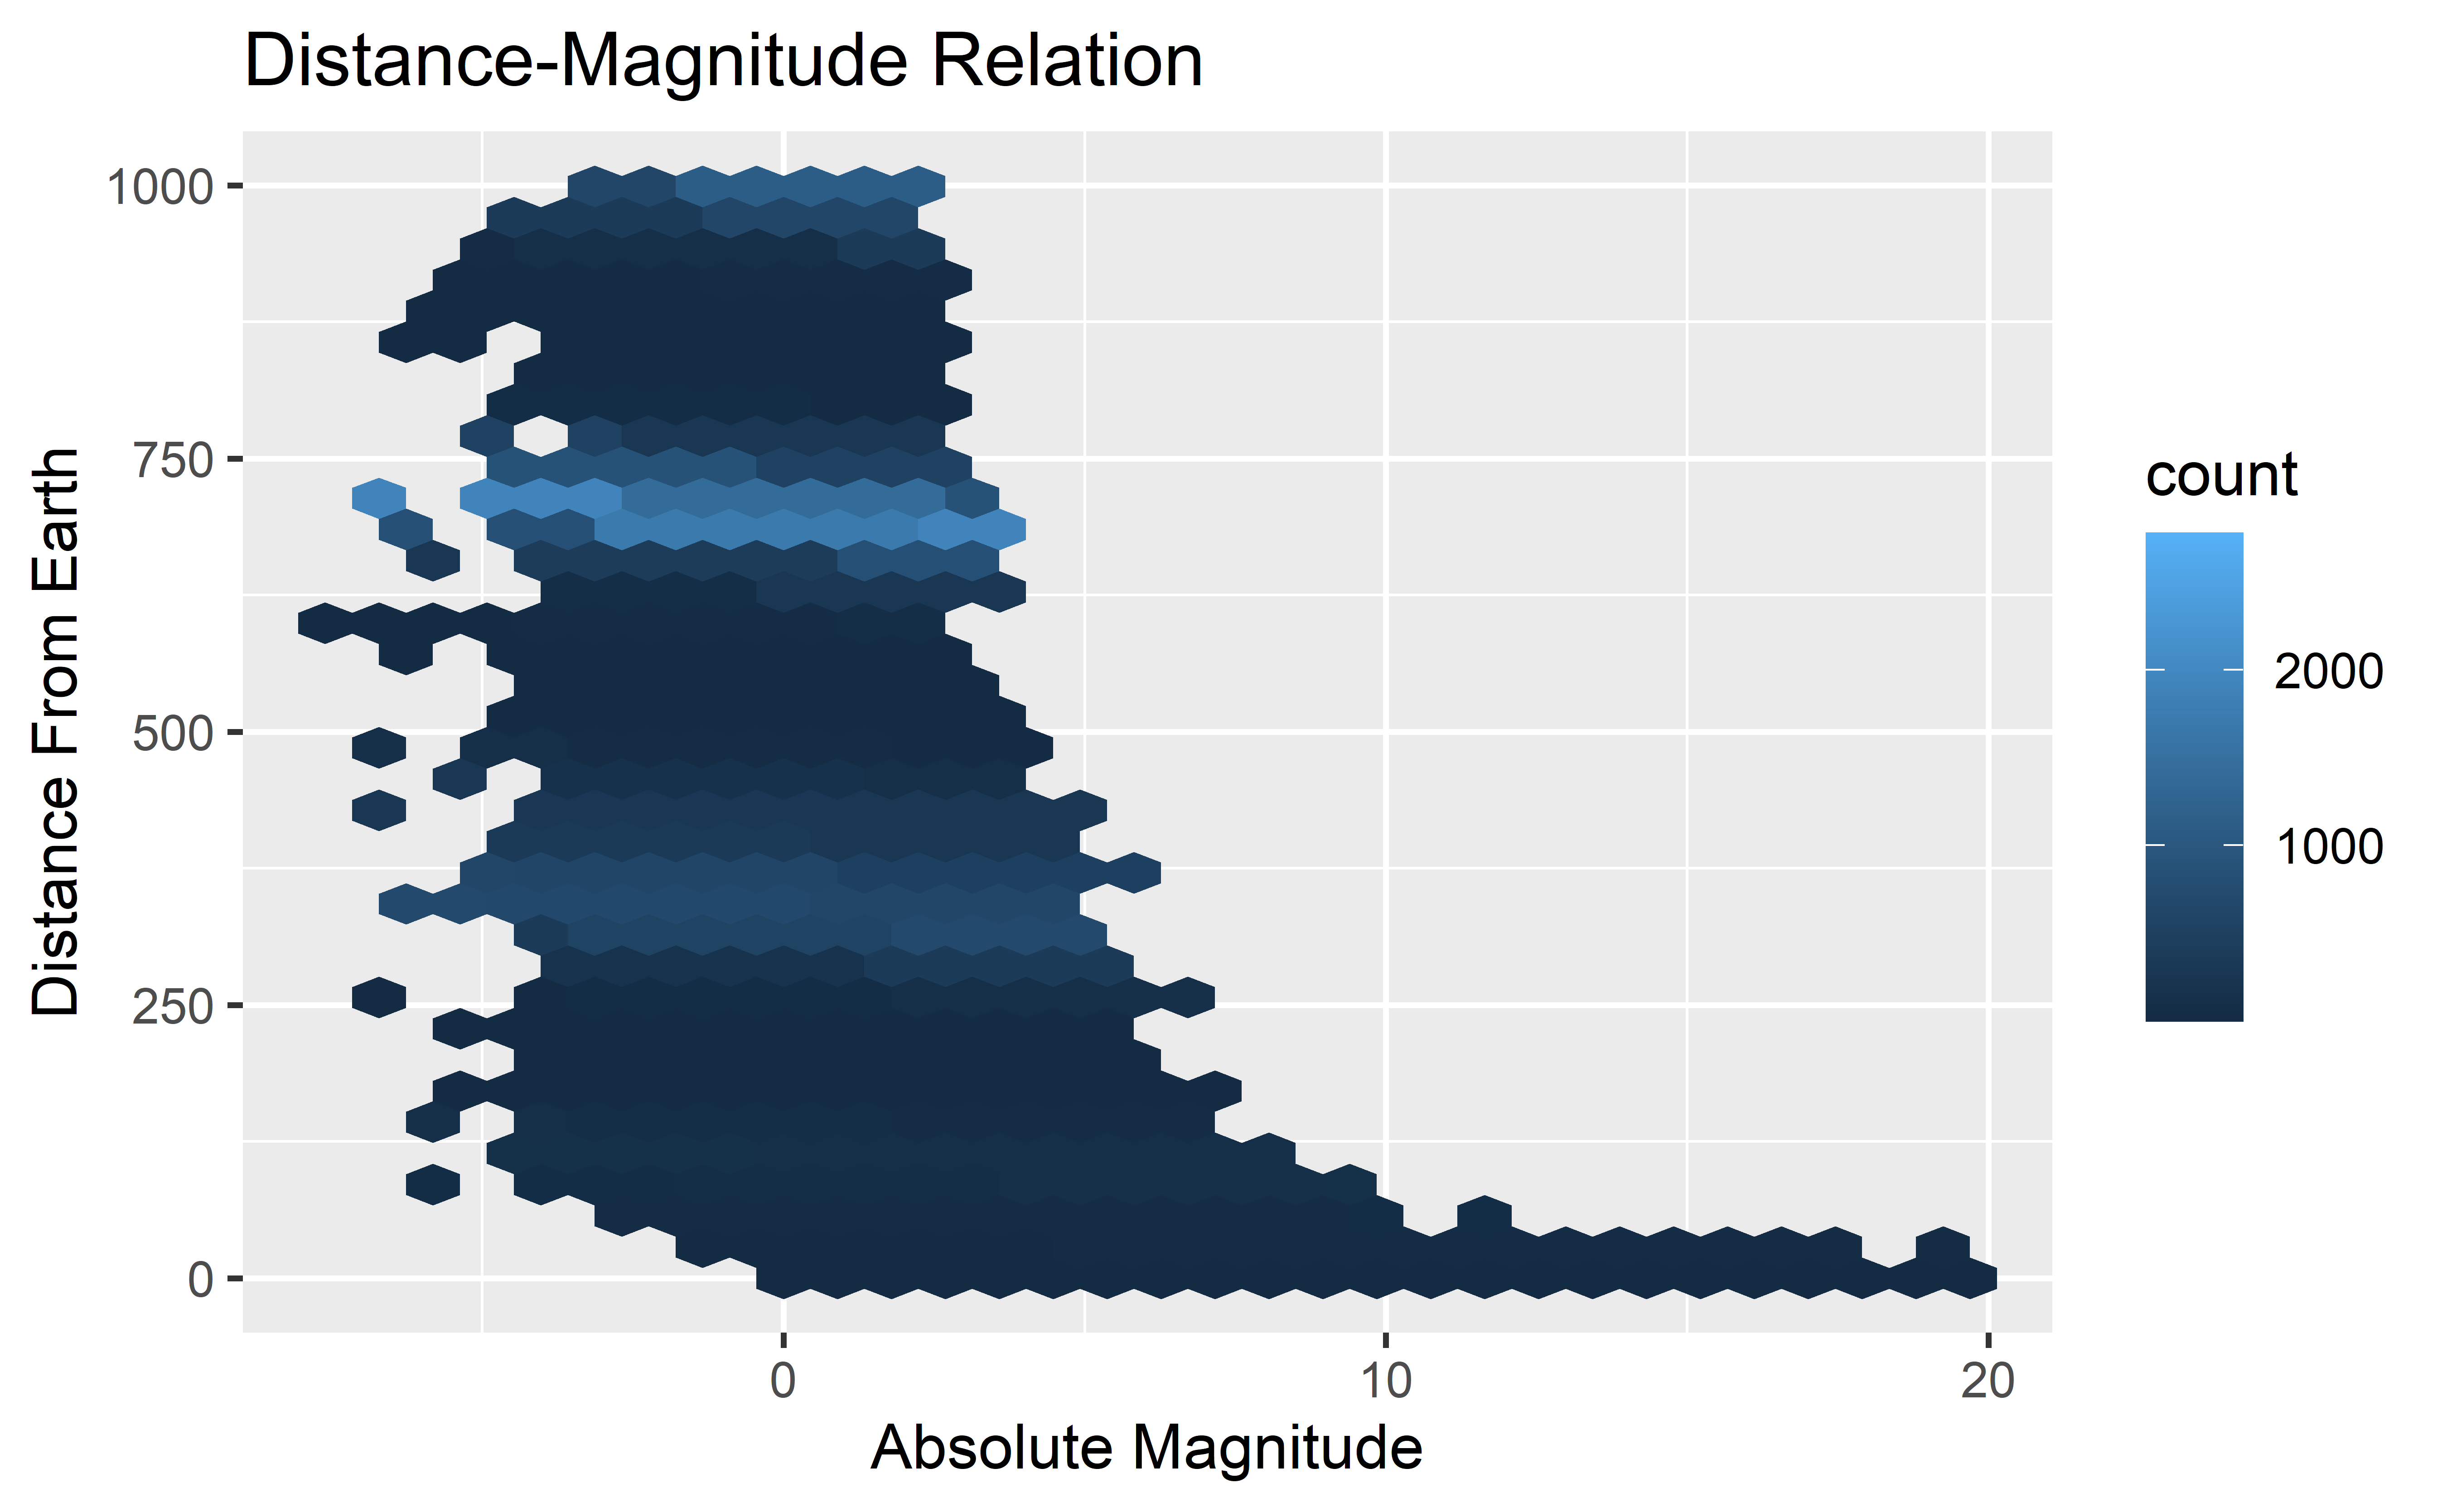 Distance-Magnitude Relation
1000
750
500
250
0
Distance From Earth
0
10
20
Absolute Magnitude
count
2000
1000